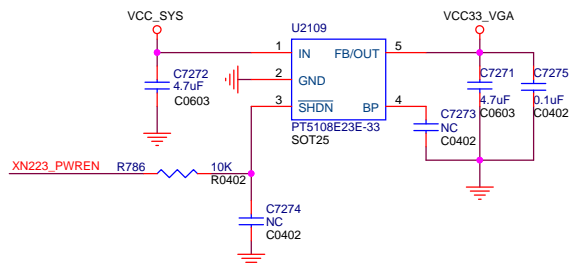 VCC_SYS
U2109
VCC33_VGA
1 IN FB/OUT 5
C7272
4.7uF
C0603
2 GND
C7271
4.7uF
C0603
C7275
0.1uF
C0402
3 SHDN BP 4
C7273
NC
C0402
PT5108E23E-33
SOT25
XN223_PWREN R786 10K
R0402
C7274
NC
C0402